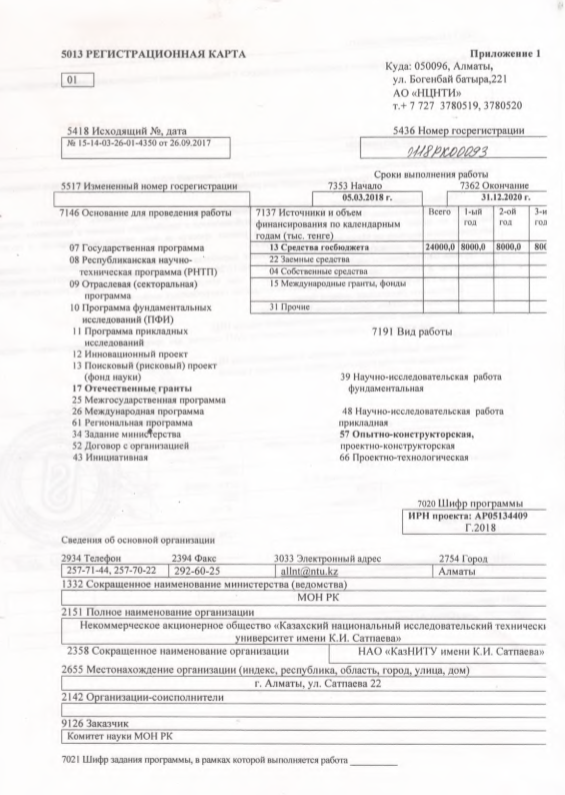 5013 РЕГИСТРАЦИОННАЯ КАРТА
Приложение 1
01
Куда: 050096, Алматы,
ул. Богенбай батыра,221
АО «НЦНТИ»
т.+ 7 727 3780519, 3780520
5418 Исходящий №, дата
№ 15-14-03-26-01-4350 от 26.09.2017
5436 Номер госрегистрации
0118РК00093
Сроки выполнения работы
5517 Измененный номер госрегистрации
7353 Начало
7362 Окончание
05.03.2018 г.
31.12.2020 г.
7146 Основание для проведения работы
07 Государственная программа
08 Республиканская научно-
техническая программа (РНТП)
09 Отраслевая (секторальная)
программа
10 Программа фундаментальных
исследований (ПФИ)
11 Программа прикладных
исследований
12 Инновационный проект
13 Поисковый (рисковый) проект
(фонд науки)
17 Отечественные гранты
25 Межгосударственная программа
26 Международная программа
61 Региональная программа
34 Задание министерства
52 Договор с организацией
43 Инициативная
7137 Источники и объем
финансирования по календарным
годам (тыс. тенге)
Всего 1-ый год 2-ой год 3-и год
13 Средства госбюджета 24000,0 8000,0 8000,0 800
22 Заемные средства
04 Собственные средства
15 Международные гранты, фонды
31 Прочие
7191 Вид работы
39 Научно-исследовательская работа
фундаментальная
48 Научно-исследовательская работа
прикладная
57 Опытно-конструкторская,
проектно-конструкторская
66 Проектно-технологическая
7020 Шифр программы
ИРН проекта: АР05134409
Г.2018
Сведения об основной организации
2934 Телефон 2394 Факс 3033 Электронный адрес 2754 Город
257-71-44, 257-70-22 292-60-25 allnt@ntu.kz Алматы
1332 Сокращенное наименование министерства (ведомства)
МОН РК
2151 Полное наименование организации
Некоммерческое акционерное общество «Казахский национальный исследовательский техническ
университет имени К.И. Сатпаева»
2358 Сокращенное наименование организации
НАО «КазНИТУ имени К.И. Сатпаева»
2655 Местонахождение организации (индекс, республика, область, город, улица, дом)
г. Алматы, ул. Сатпаева 22
2142 Организации-соисполнители
9126 Заказчик
Комитет науки МОН РК
7021 Шифр задания программы, в рамках которой выполняется работа